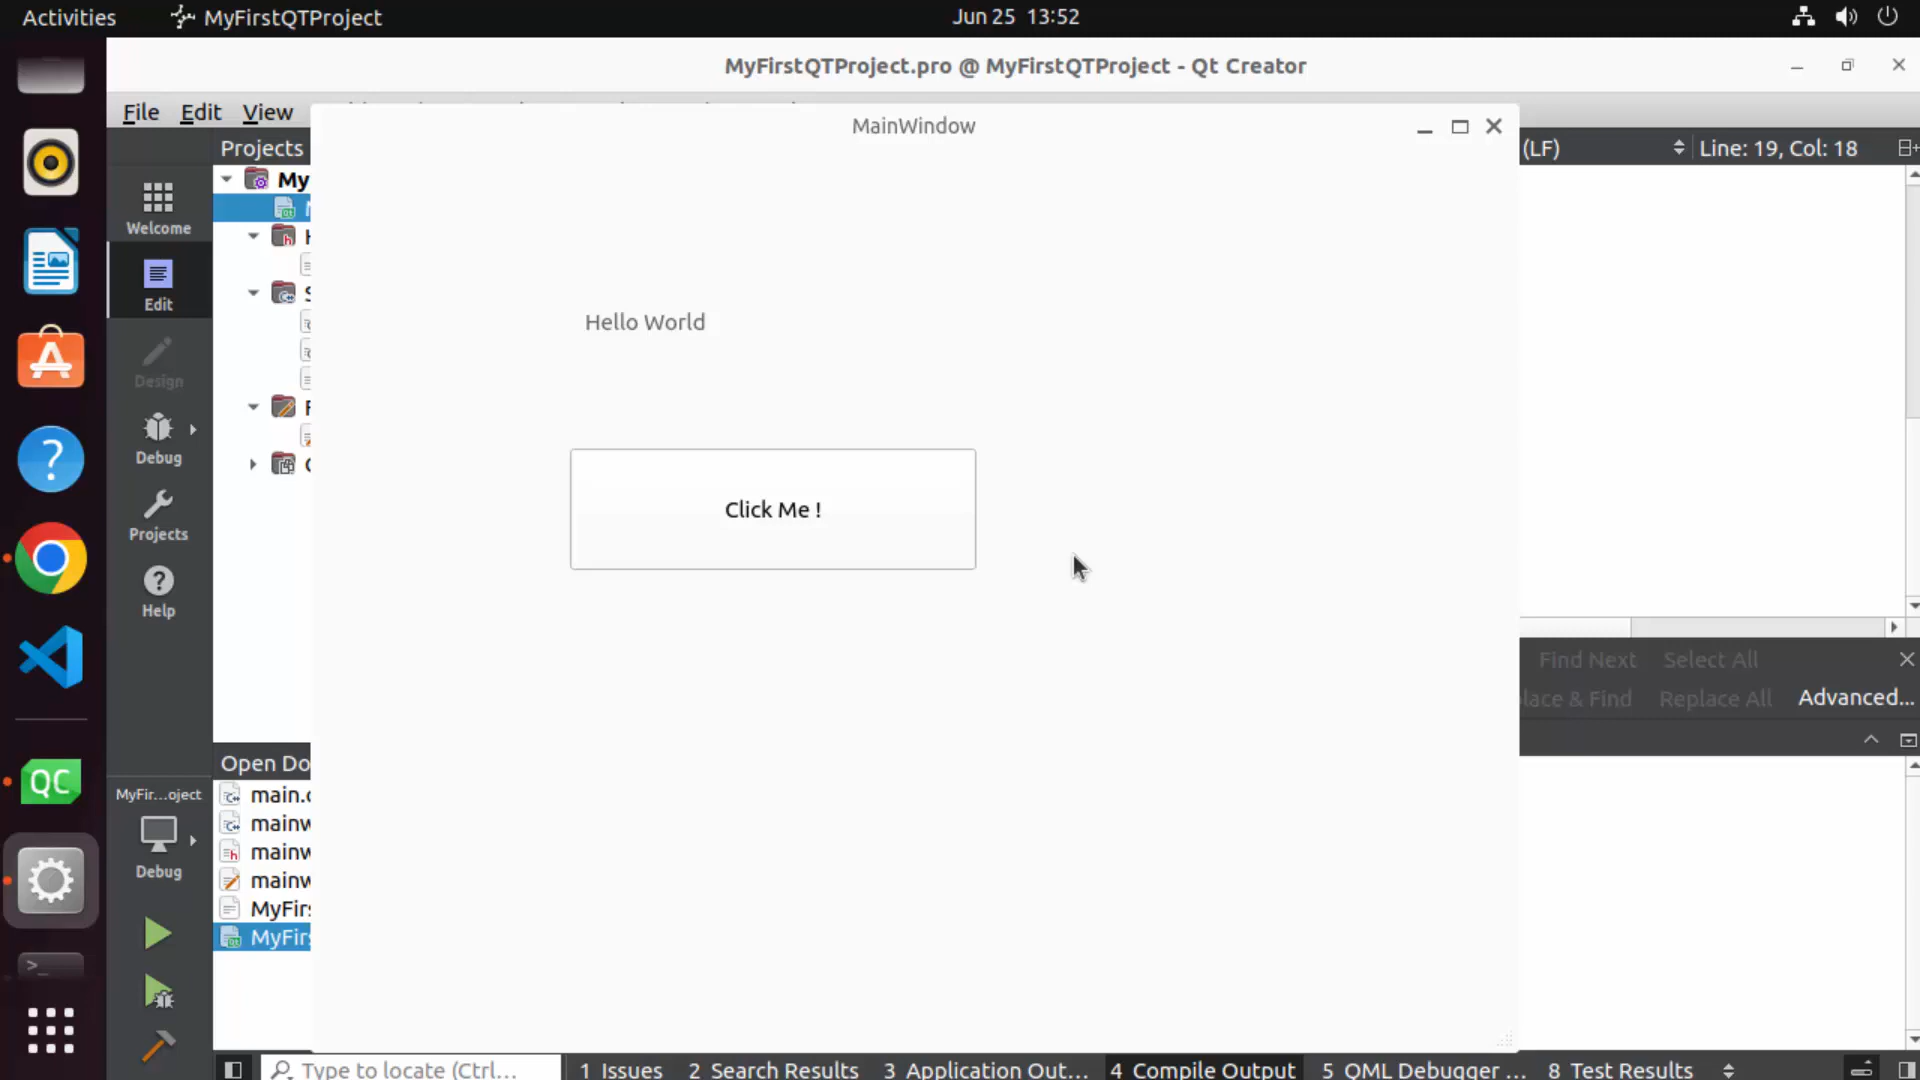 Activities MyFirstQTProject Jun 25 13:52
MyFirstQTProject.pro @ MyFirstQTProject - Qt Creator
File Edit View
MainWindow
Projects
(LF) Line: 19, Col: 18
My
Welcome
Edit
Hello World
Design
Debug
Click Me !
Projects
Help
Find Next Select All
Replace All Advanced...
& Find
Open Do
MyFir...oject
main.c
mainw
mainw
Debug
mainw
MyFirs
MyFirs
QC
Type to locate (Ctrl... 1 Issues 2 Search Results 3 Application Out... 4 Compile Output 5 QML Debugger ... 8 Test Results